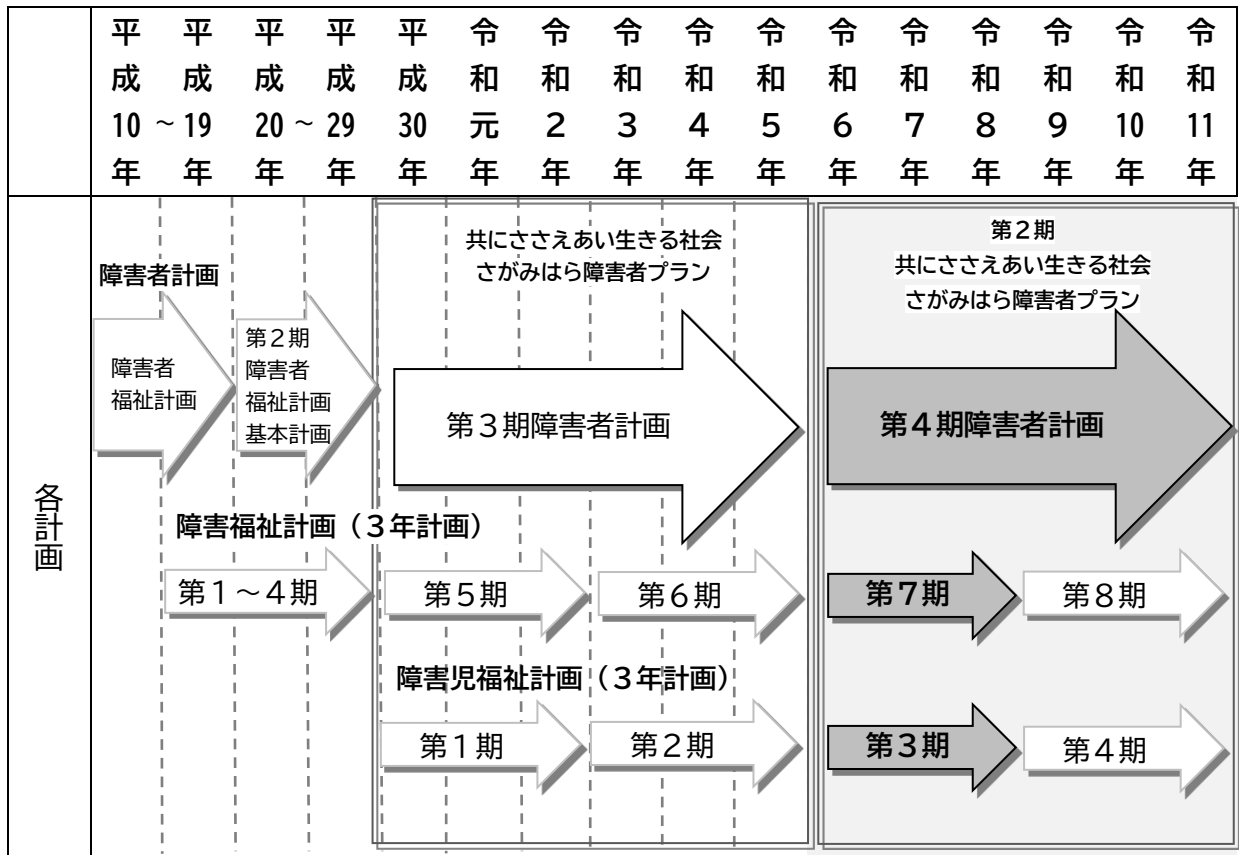 平成10年 ～ 平成19年 平成20年 ～ 平成29年 平成30年 令和元年 令和２年 令和３年 令和４年 令和５年 令和６年 令和７年 令和８年 令和９年 令和10年 令和11年
各計画
共にささえあい生きる社会
さがみはら障害者プラン
第２期
共にささえあい生きる社会
さがみはら障害者プラン
障害者計画
障害者
福祉計画
第２期
障害者
福祉計画
基本計画
第３期障害者計画
第４期障害者計画
障害福祉計画（３年計画）
第１～４期
第５期
第６期
第７期
第８期
障害児福祉計画（３年計画）
第１期
第２期
第３期
第４期